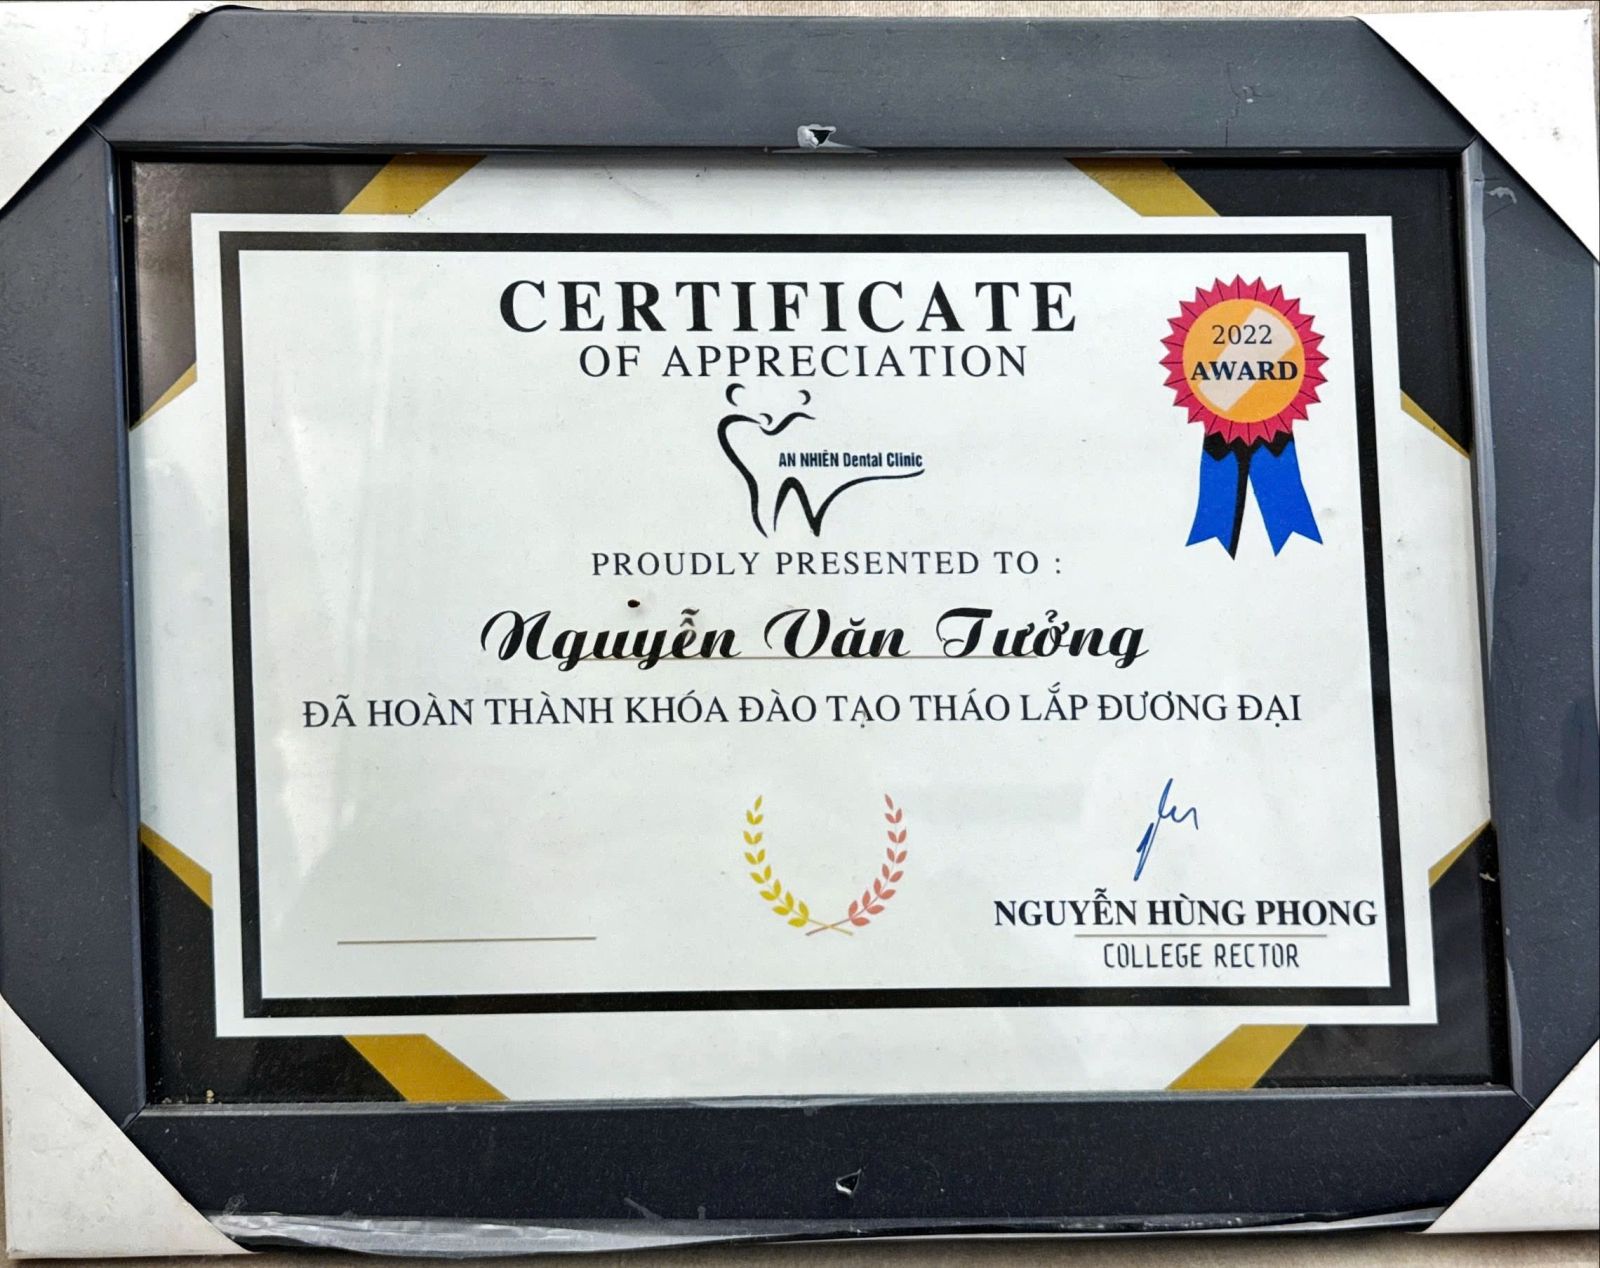 CERTIFICATE
OF APPRECIATION
2022
AWARD
AN NHIÊN Dental Clinic
PROUDLY PRESENTED TO :
Nguyễn Văn Tưởng
ĐÃ HOÀN THÀNH KHÓA ĐÀO TẠO THÁO LẮP ĐƯƠNG ĐẠI
NGUYỄN HÙNG PHONG
COLLEGE RECTOR